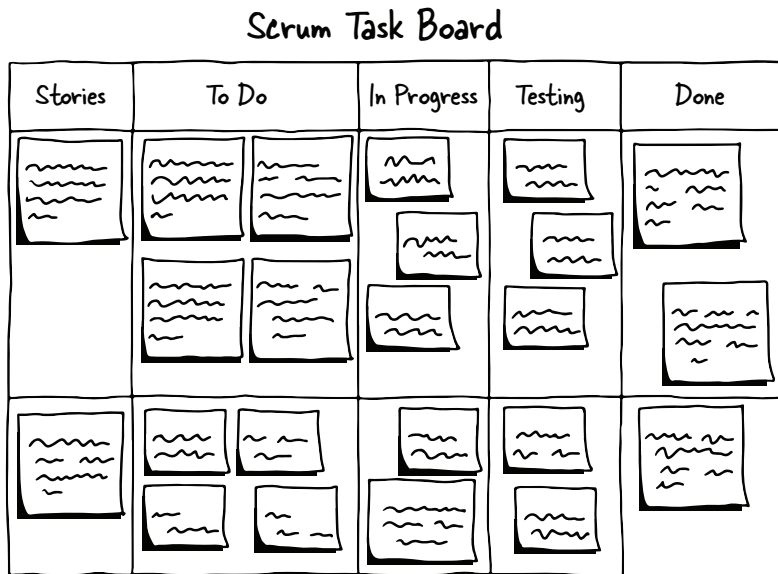 Scrum Task Board
Stories
To Do
In Progress
Testing
Done